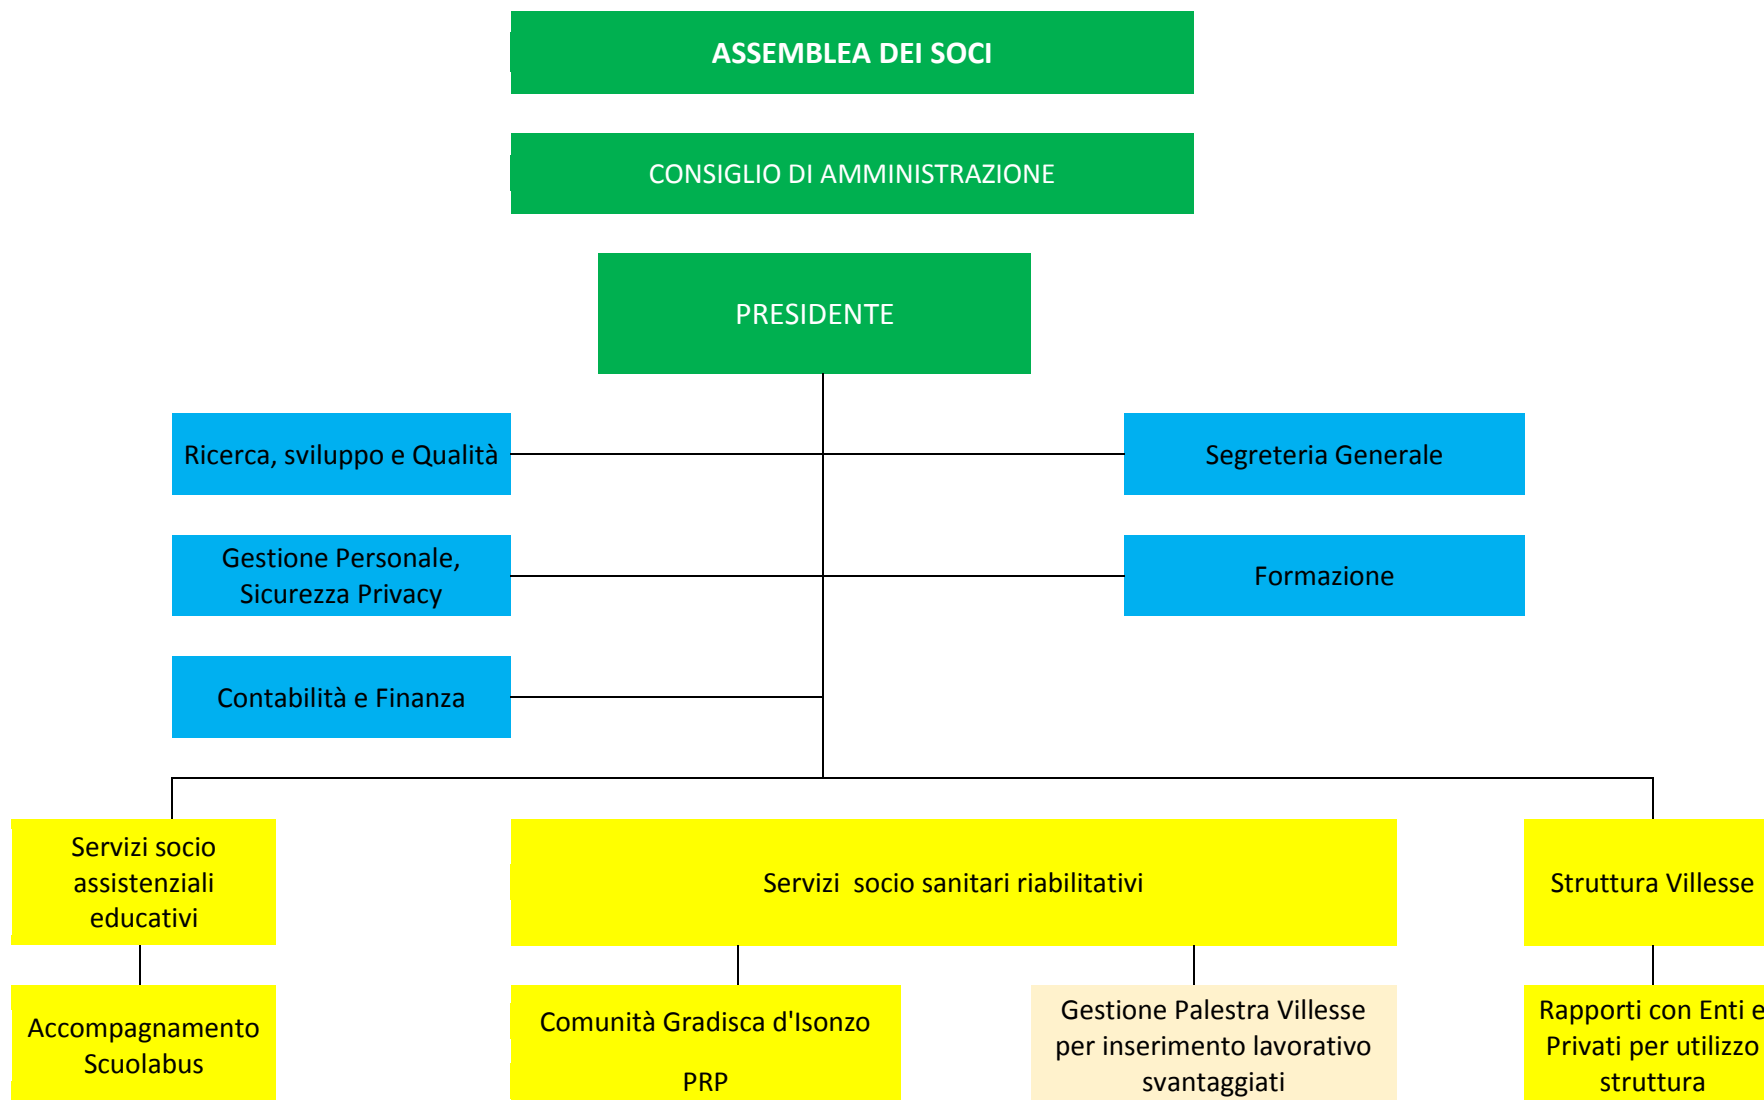 ASSEMBLEA DEI SOCI
CONSIGLIO DI AMMINISTRAZIONE
PRESIDENTE
Ricerca, sviluppo e Qualità
Segreteria Generale
Gestione Personale,
Sicurezza Privacy
Formazione
Contabilità e Finanza
Servizi socio
assistenziali
educativi
Servizi  socio sanitari riabilitativi
Struttura Villesse
Accompagnamento
Scuolabus
Comunità Gradisca d'Isonzo
PRP
Gestione Palestra Villesse
per inserimento lavorativo
svantaggiati
Rapporti con Enti e
Privati per utilizzo
struttura